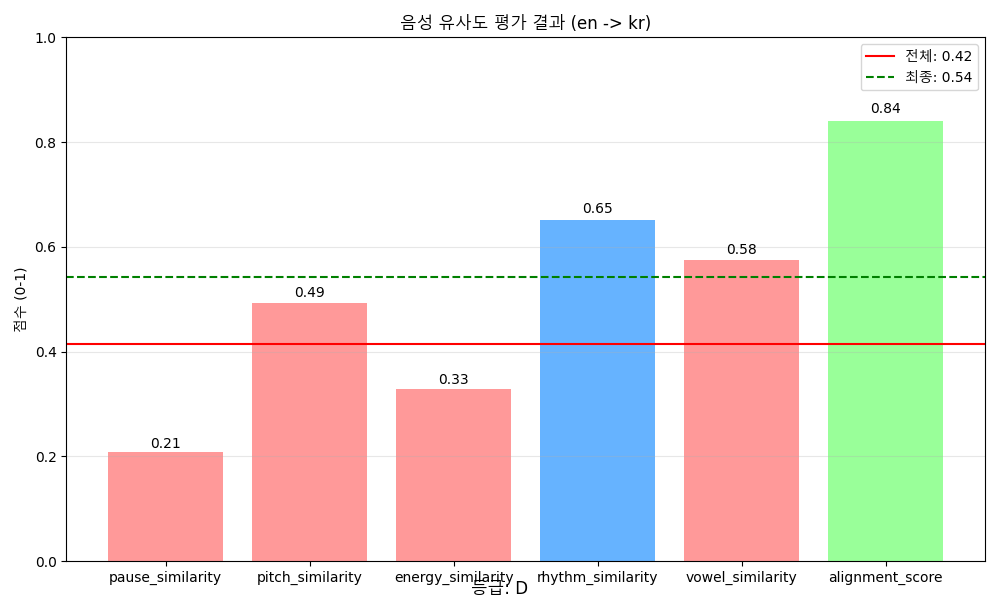 음성 유사도 평가 결과 (en -> kr)
전체: 0.42
최종: 0.54
점수 (0-1)
1.0
0.8
0.6
0.4
0.2
0.0
0.21
0.49
0.33
0.65
0.58
0.84
pause_similarity pitch_similarity energy_similarity rhythm_similarity vowel_similarity alignment_score
등급: D